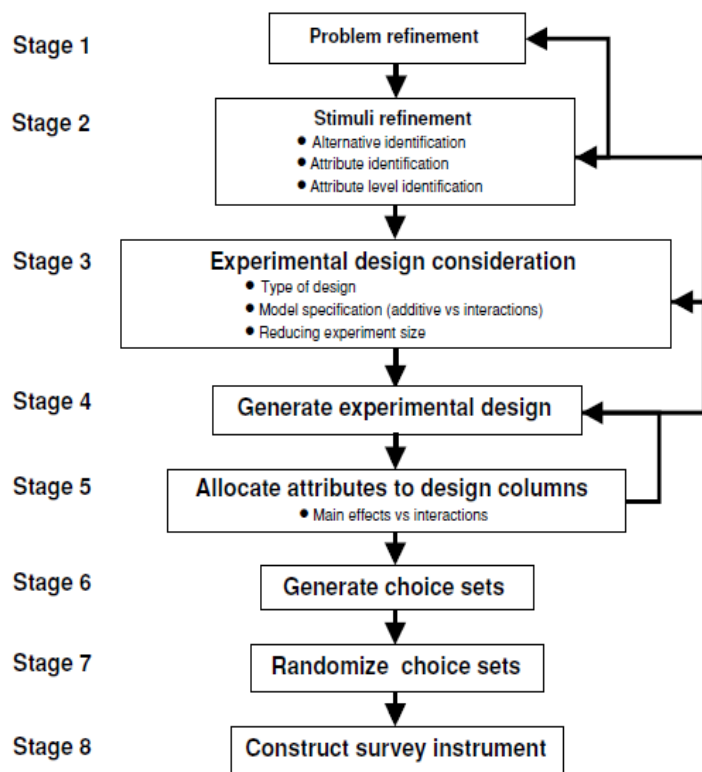 Stage 1
Problem refinement
Stage 2
Stimuli refinement
● Alternative identification
● Attribute identification
● Attribute level identification
Stage 3
Experimental design consideration
● Type of design
● Model specification (additive vs interactions)
● Reducing experiment size
Stage 4
Generate experimental design
Stage 5
Allocate attributes to design columns
● Main effects vs interactions
Stage 6
Generate choice sets
Stage 7
Randomize choice sets
Stage 8
Construct survey instrument